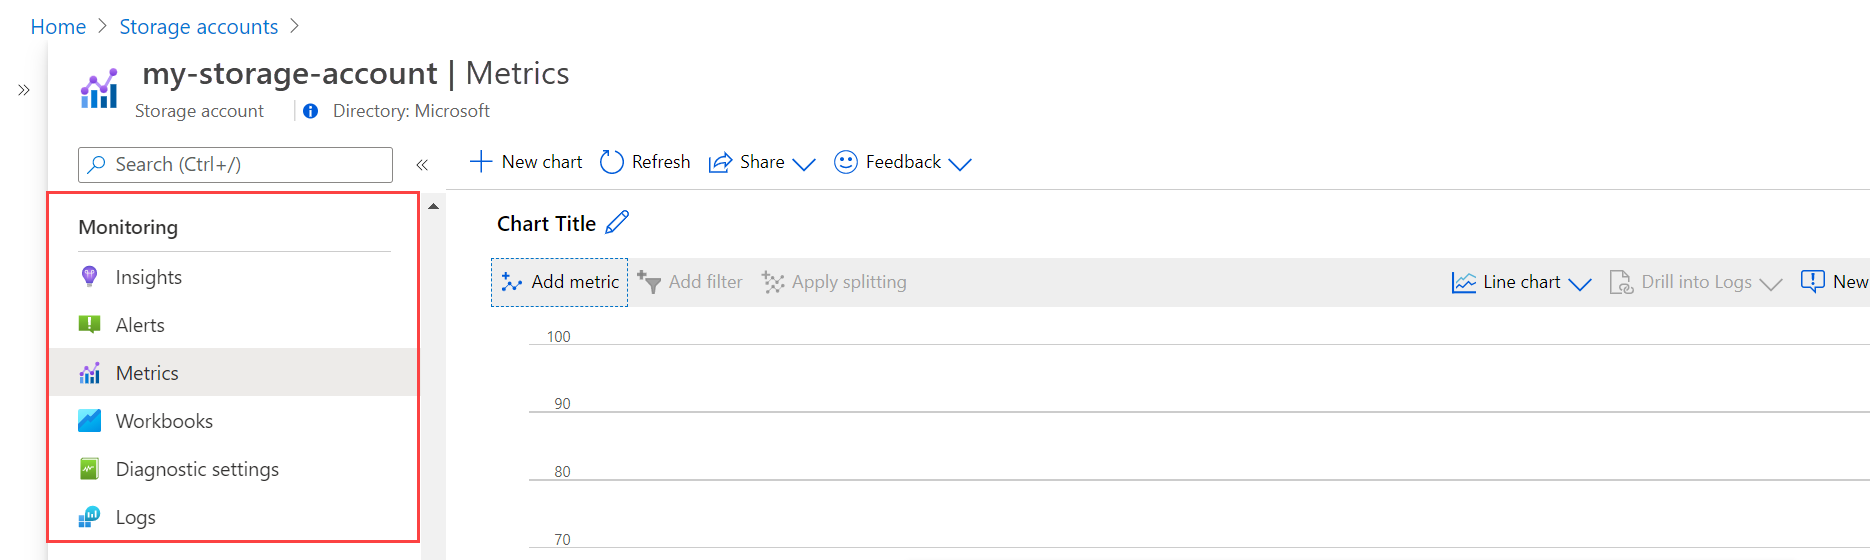 Home > Storage accounts >
my-storage-account | Metrics
Storage account
Directory: Microsoft
Search (Ctrl+/)
New chart
Refresh
Share
Feedback
Monitoring
Insights
Alerts
Metrics
Workbooks
Diagnostic settings
Logs
Chart Title
Add metric
Add filter
Apply splitting
Line chart
Drill into Logs
New
100
90
80
70